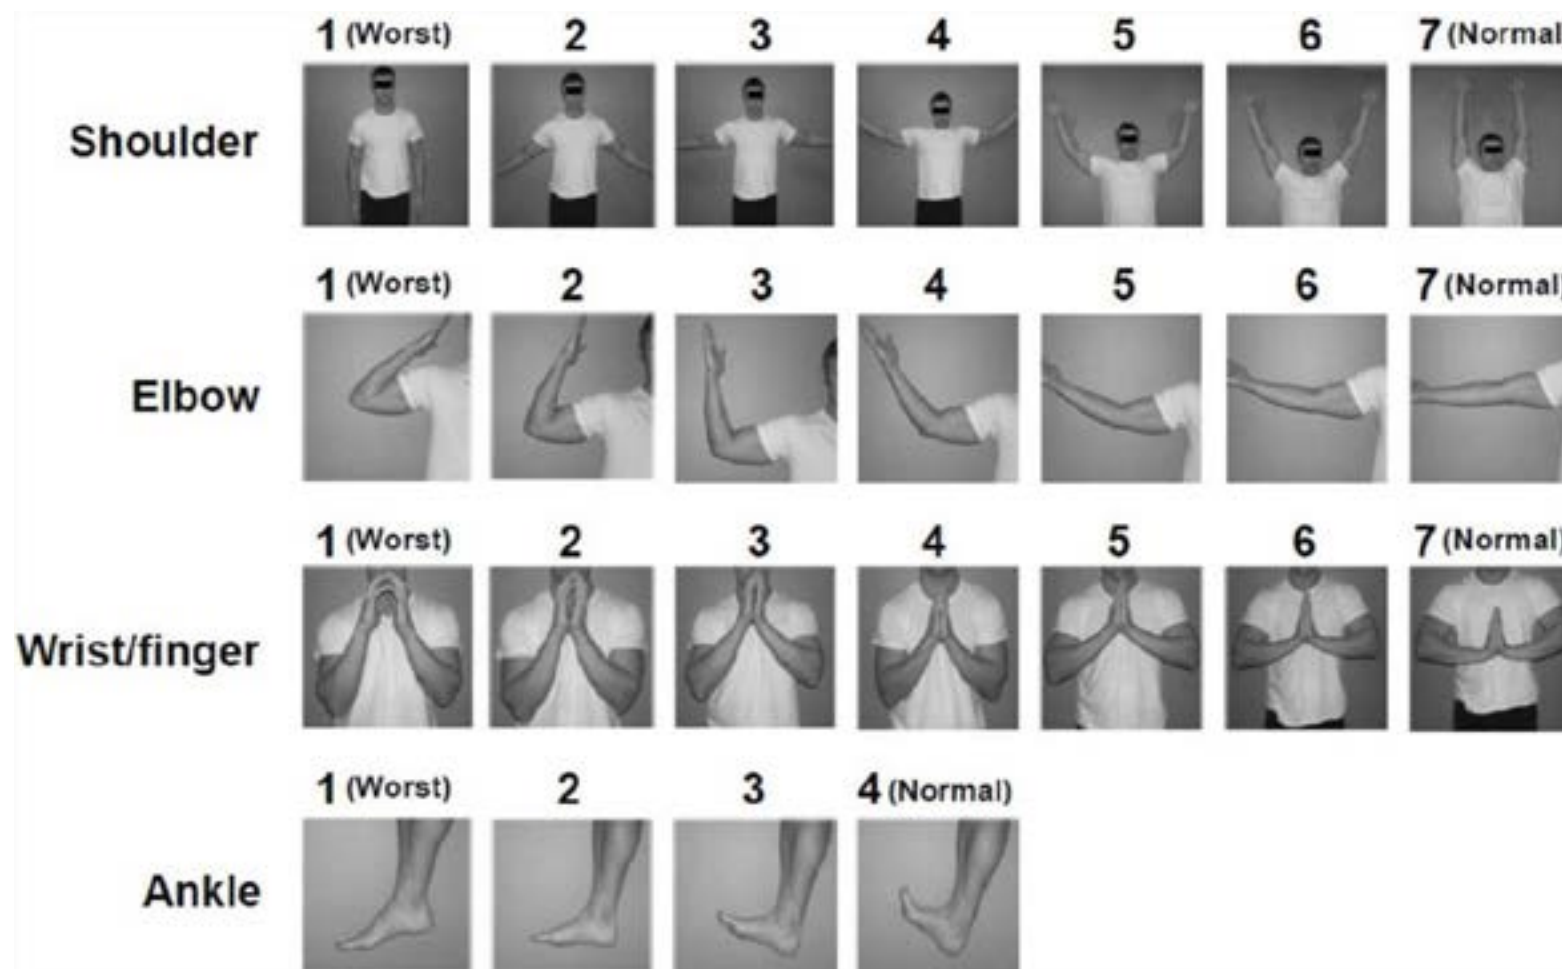 1 (Worst) 2 3 4 5 6 7 (Normal
Shoulder
1 (Worst) 2 3 4 5 6 7 (Normal)
Elbow
1 (Worst) 2 3 4 5 6 7 (Normal)
Wrist/finger
1 (Worst) 2 3 4 (Normal)
Ankle